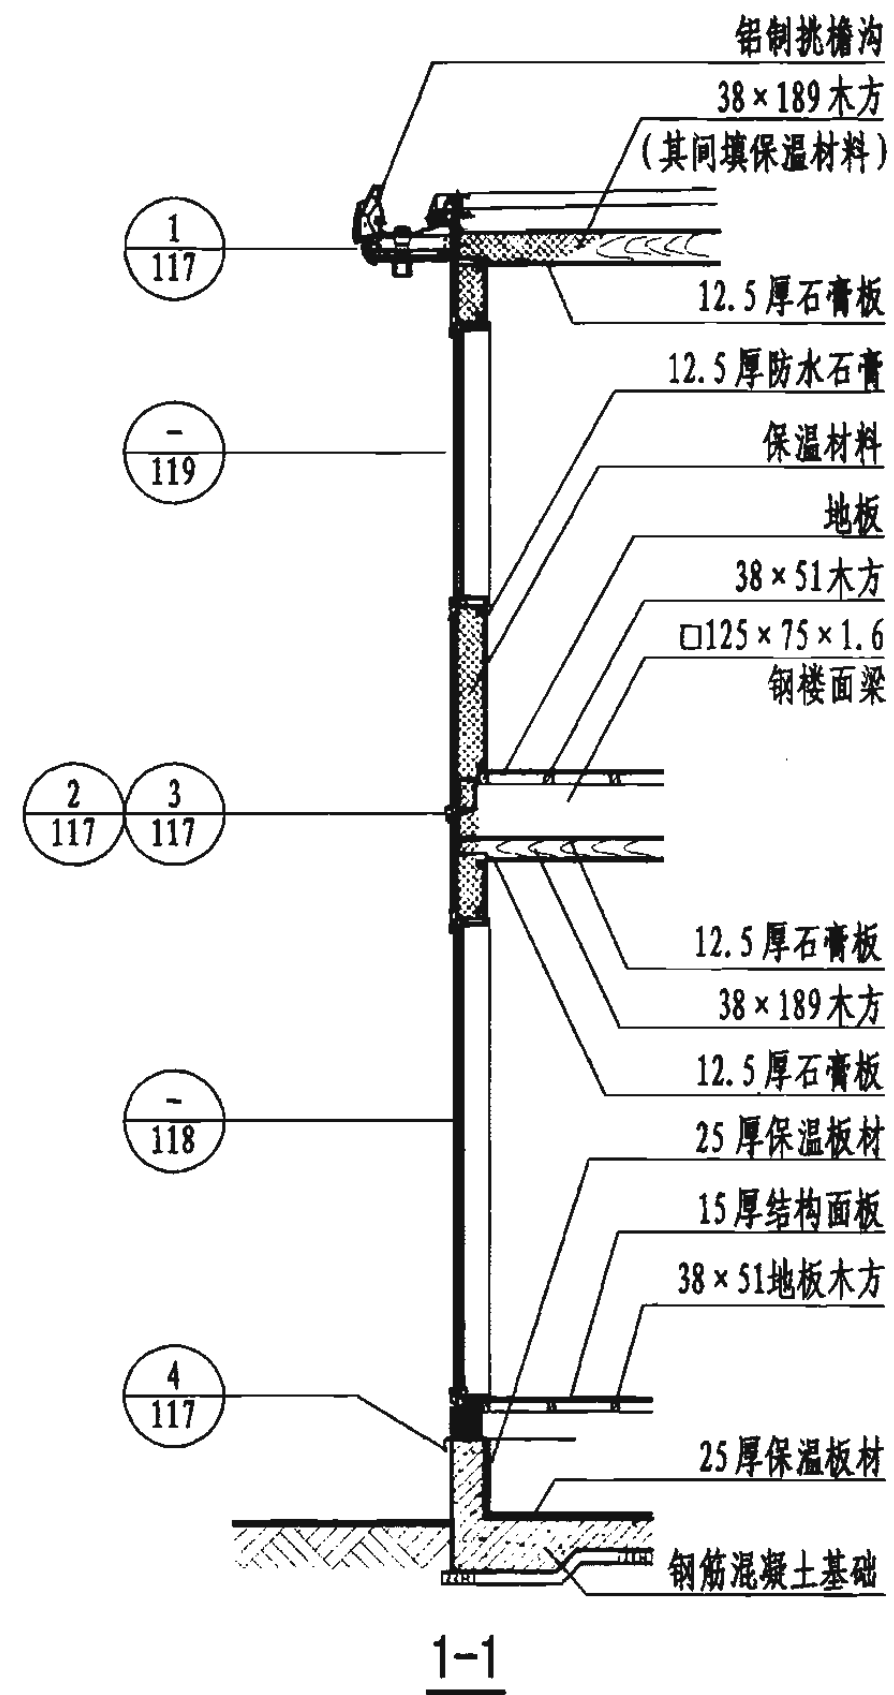 铝制挑檐沟
38×189木方
(其间填保温材料)
1
117
12.5厚石膏板
12.5厚防水石膏
-
119
保温材料
地板
38×51木方
□125×75×1.6
钢楼面梁
2
117
3
117
12.5厚石膏板
38×189木方
12.5厚石膏板
-
118
25厚保温板材
15厚结构面板
38×51地板木方
4
117
25厚保温板材
钢筋混凝土基础
1-1